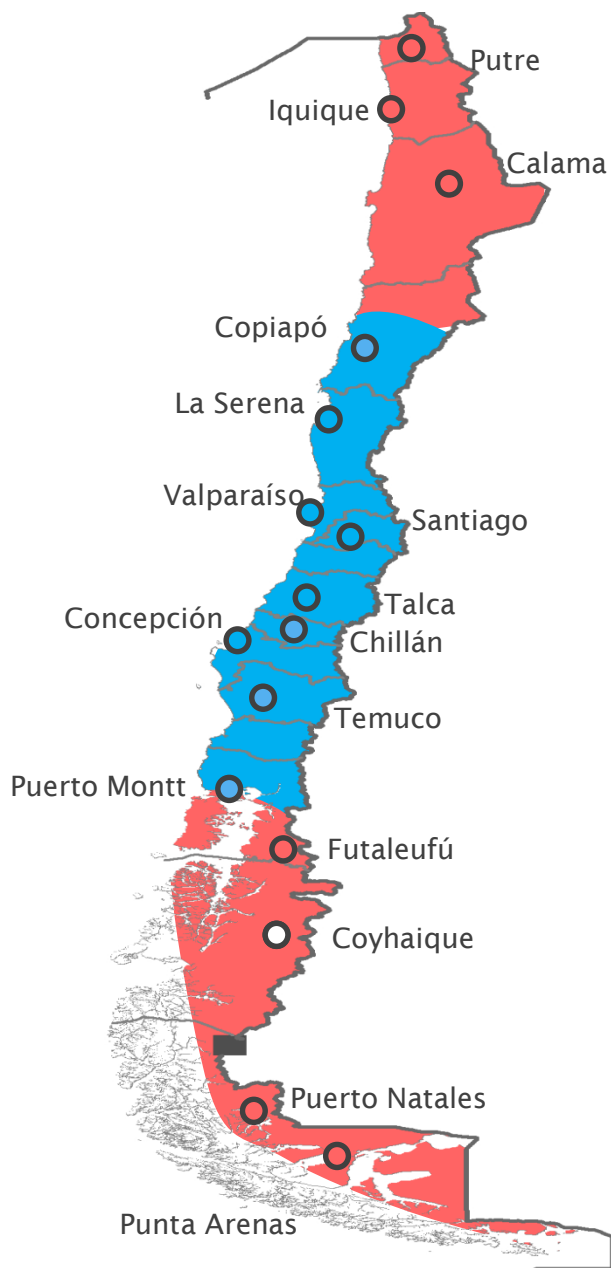 Putre
Iquique
Calama
Copiapó
La Serena
Valparaíso
Santiago
Talca
Concepción
Chillán
Temuco
Puerto Montt
Futaleufú
Coyhaique
Puerto Natales
Punta Arenas